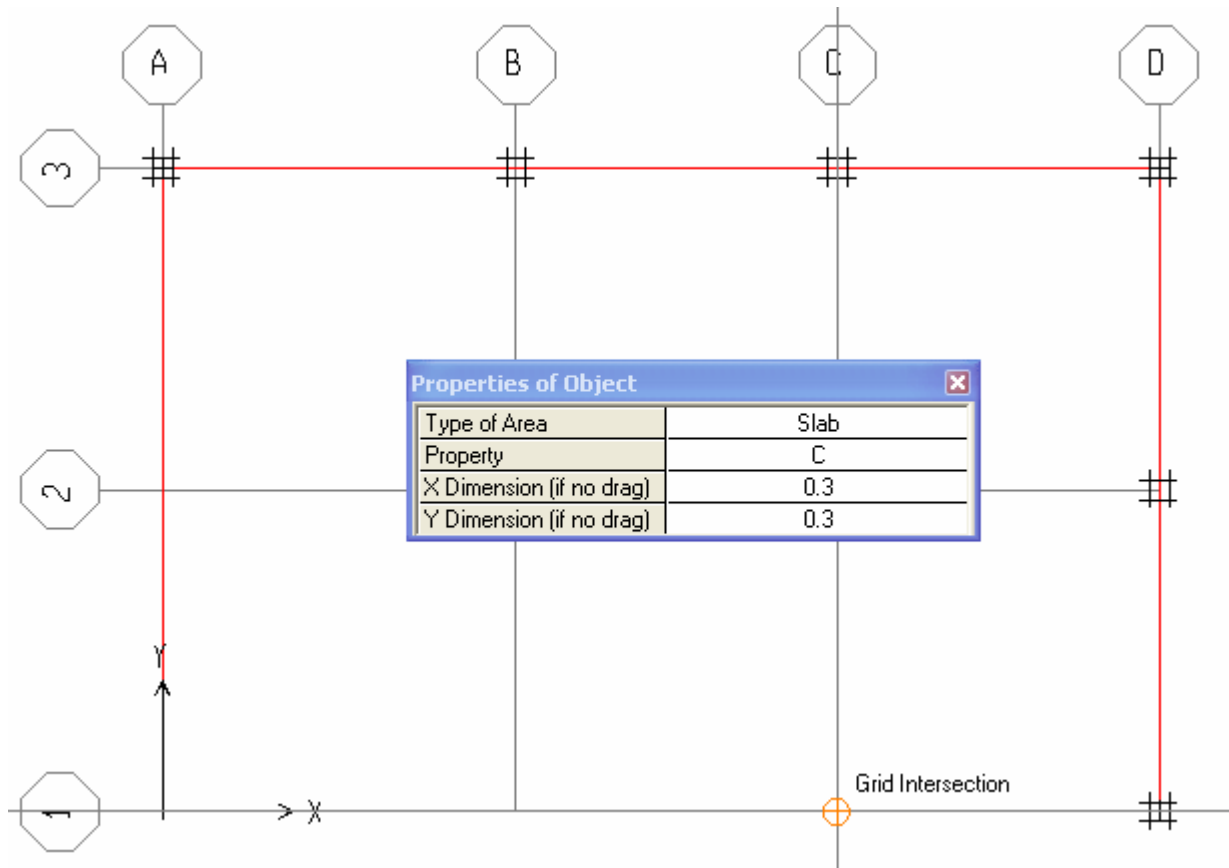 A B C D
3
Properties of Object
Type of Area Slab
Property C
X Dimension (if no drag) 0.3
2
Y Dimension (if no drag) 0.3
Y
Grid Intersection
1
X